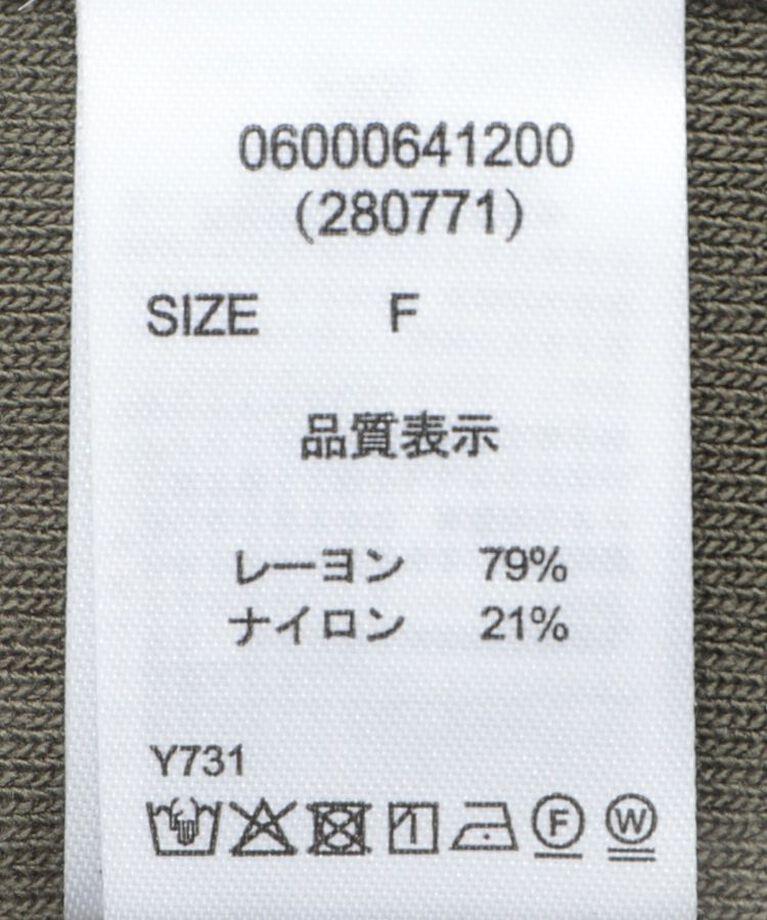 06000641200
(280771)
SIZE F
品質表示
レーヨン 79%
ナイロン 21%
Y731
F W